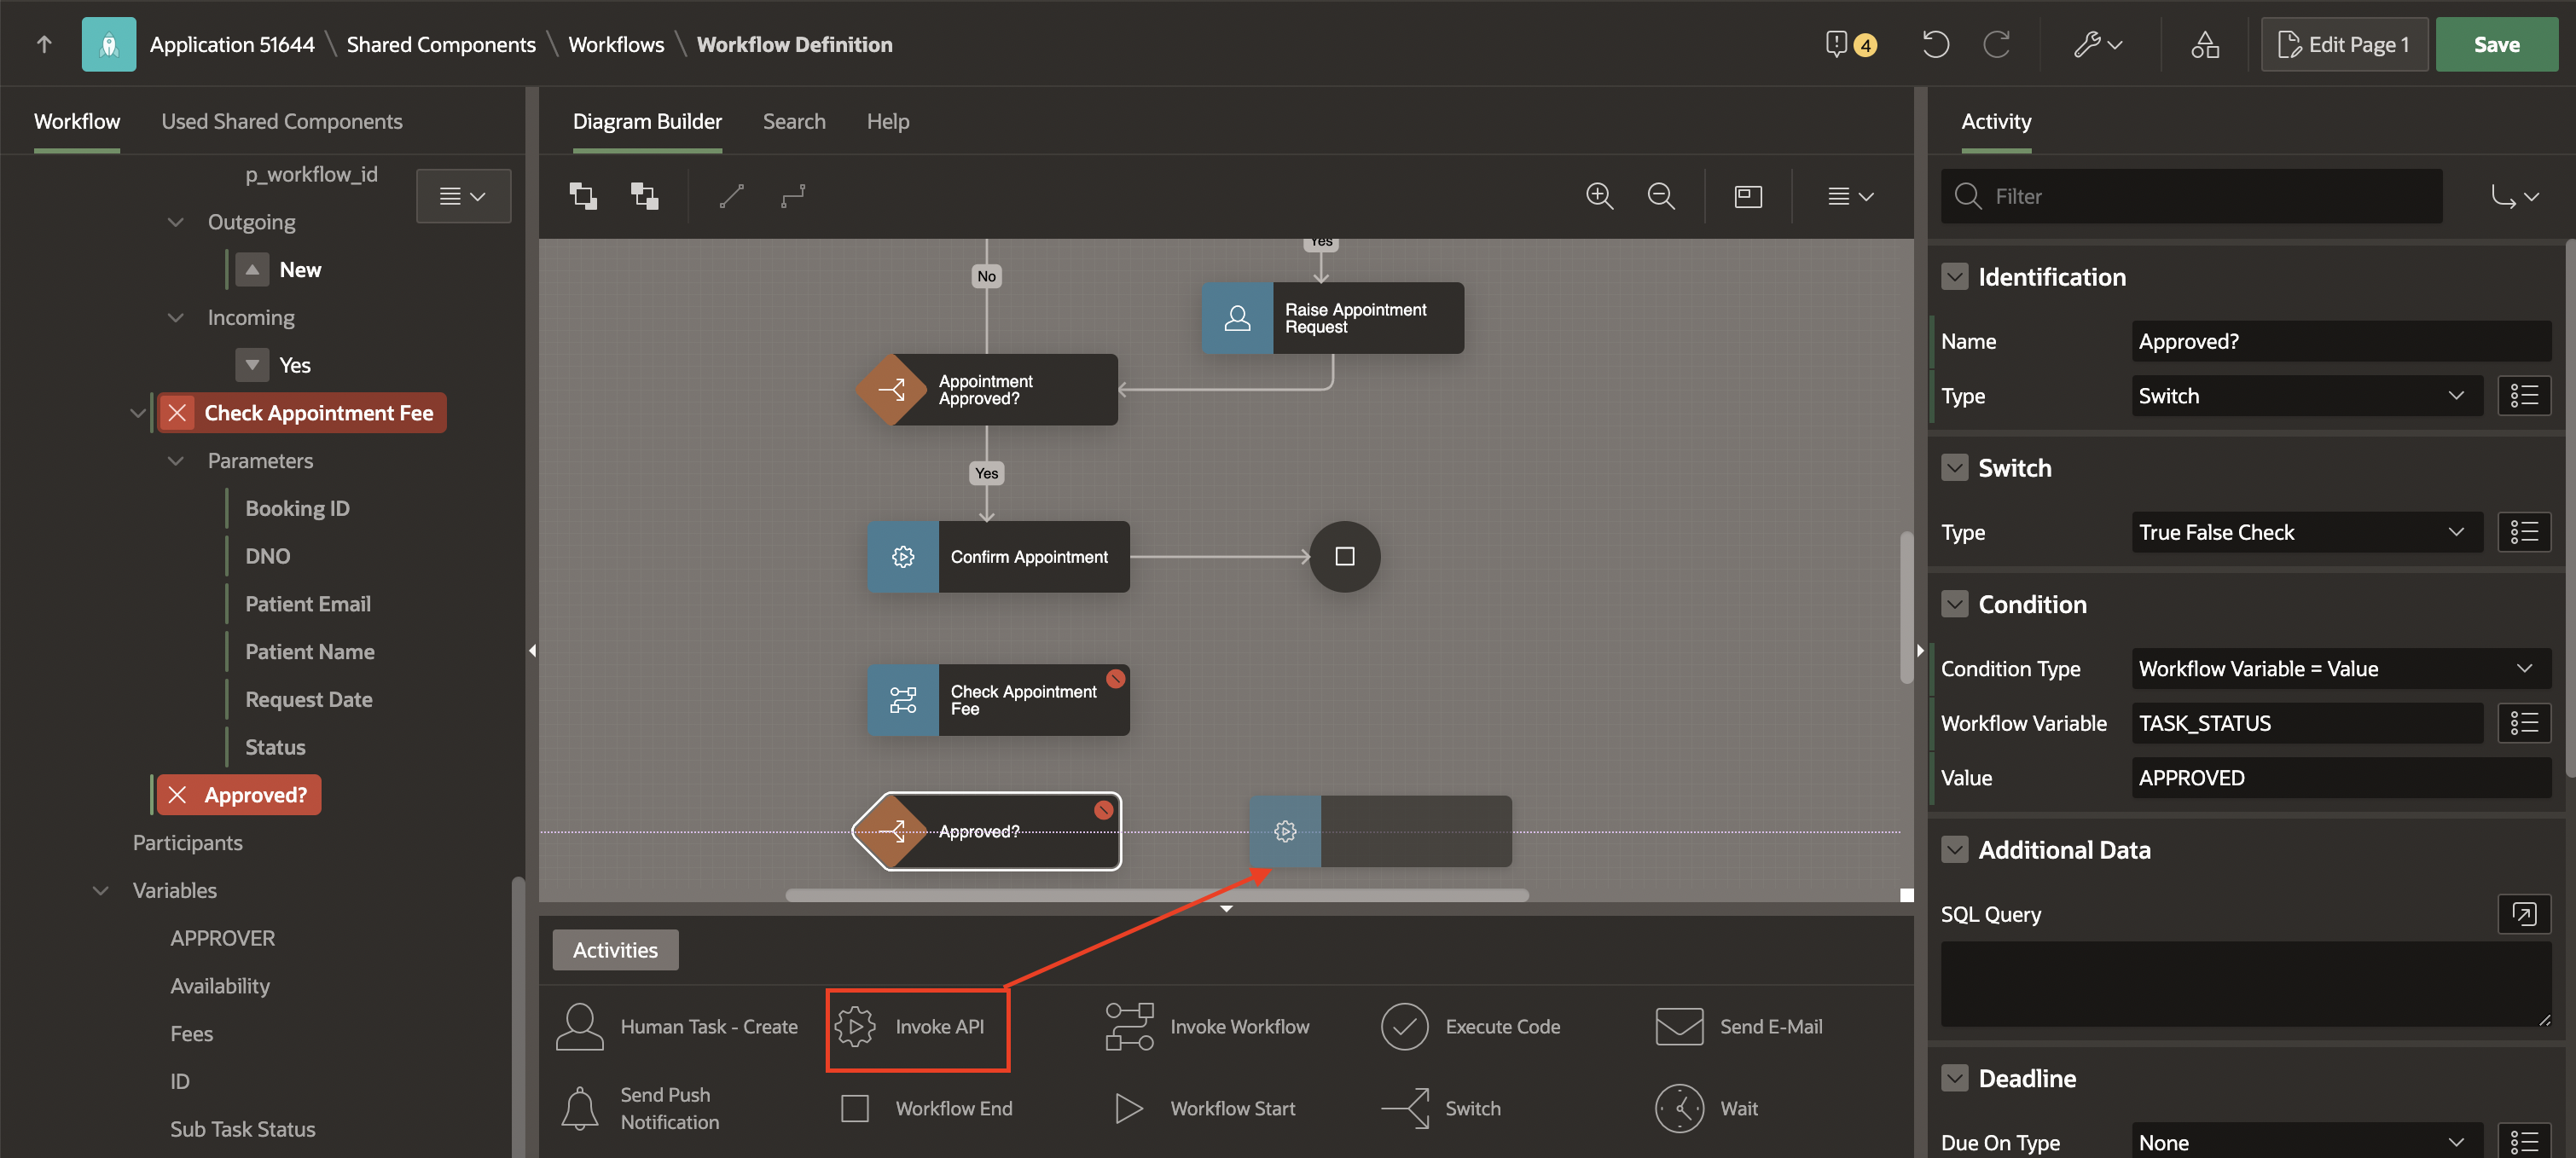 Application 51644 \ Shared Components \ Workflows \ Workflow Definition
4
Edit Page 1
Save
Workflow
Used Shared Components
p_workflow_id
Outgoing
New
Incoming
Yes
Check Appointment Fee
Parameters
Booking ID
DNO
Patient Email
Patient Name
Request Date
Status
Approved?
Participants
Variables
APPROVER
Availability
Fees
ID
Sub Task Status
Diagram Builder
Search
Help
Yes
No
Raise Appointment
Request
Appointment
Approved?
Yes
Confirm Appointment
Check Appointment
Fee
Approved?
Activities
Human Task - Create
Invoke API
Invoke Workflow
Execute Code
Send E-Mail
Send Push
Notification
Workflow End
Workflow Start
Switch
Wait
Activity
Filter
Identification
Name
Approved?
Type
Switch
Switch
Type
True False Check
Condition
Condition Type
Workflow Variable = Value
Workflow Variable
TASK_STATUS
Value
APPROVED
Additional Data
SQL Query
Deadline
Due On Type
None